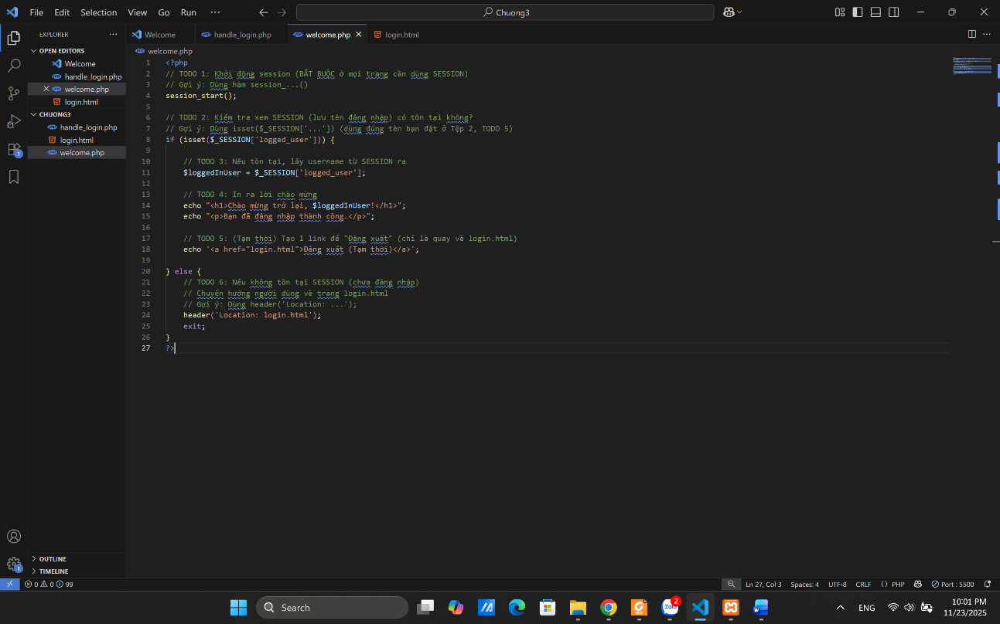 File Edit Selection View Go Run ···
Chuong3
EXPLORER
OPEN EDITORS
Welcome
handle_login.php
welcome.php
login.html
CHUONG3
handle_login.php
login.html
welcome.php
OUTLINE
TIMELINE
Welcome
handle_login.php
welcome.php
login.html
welcome.php
1 <?php
2 // TODO 1: Khởi động session (BẮT BUỘC ở mọi trang cần dùng SESSION)
3 // Gợi ý: Dùng hàm session_...()
4 session_start();
5
6 // TODO 2: Kiểm tra xem SESSION (lưu tên đăng nhập) có tồn tại không?
7 // Gợi ý: Dùng isset($_SESSION['...']) (dùng đúng tên bạn đặt ở Tệp 2, TODO 5)
8 if (isset($_SESSION['logged_user'])) {
9
10 // TODO 3: Nếu tồn tại, lấy username từ SESSION ra
11 $loggedInUser = $_SESSION['logged_user'];
12
13 // TODO 4: In ra lời chào mừng
14 echo "<h1>Chào mừng trở lại, $loggedInUser!</h1>";
15 echo "<p>Bạn đã đăng nhập thành công.</p>";
16
17 // TODO 5: (Tạm thời) Tạo 1 link để "Đăng xuất" (chỉ là quay về login.html)
18 echo '<a href="login.html">Đăng xuất (Tạm thời)</a>';
19
20 } else {
21 // TODO 6: Nếu không tồn tại SESSION (chưa đăng nhập)
22 // Chuyển hướng người dùng về trang login.html
23 // Gợi ý: Dùng header('Location: ...');
24 header('Location: login.html');
25 exit;
26 }
27 ?>
1
1
0 0 99
Ln 27, Col 3 Spaces: 4 UTF-8 CRLF {} PHP Port : 5500
Search
Zalo
2
ENG
10:01 PM
11/23/2025